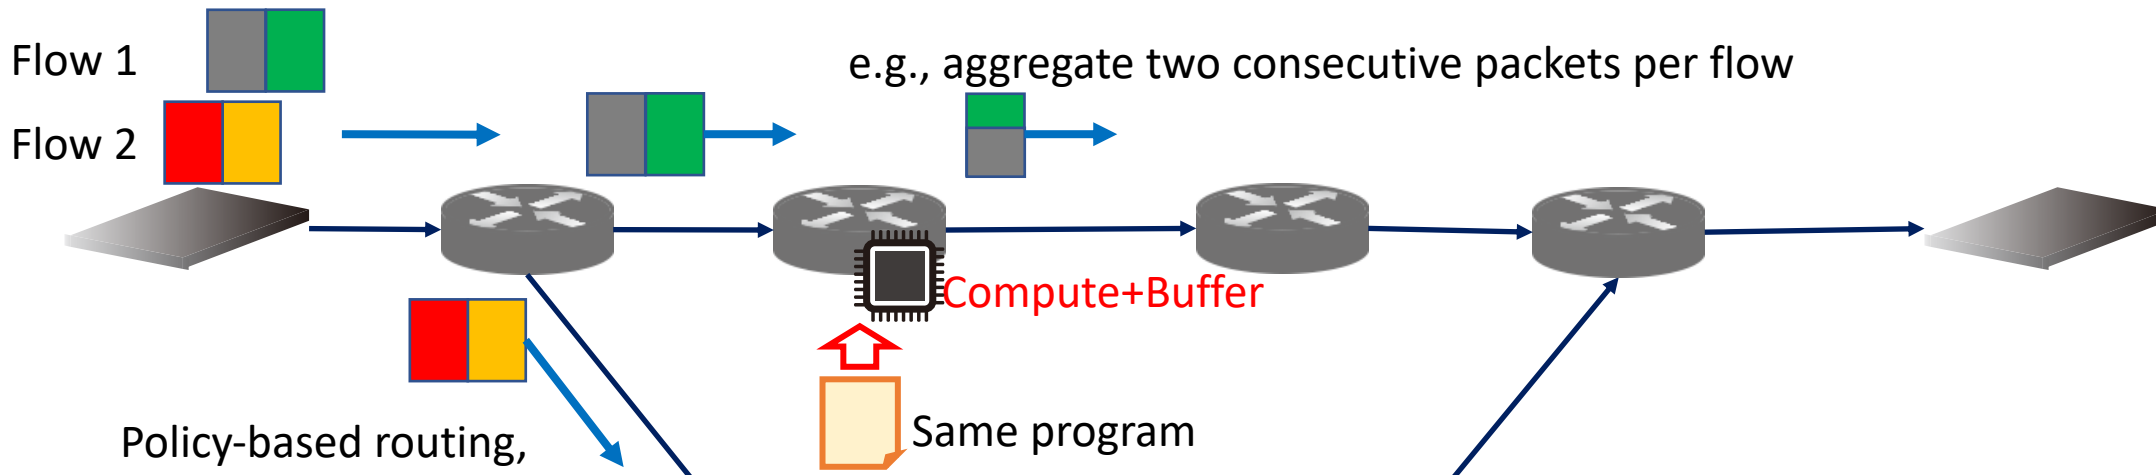 Flow 1
e.g., aggregate two consecutive packets per flow
Flow 2
Compute+Buffer
Same program
Policy-based routing,